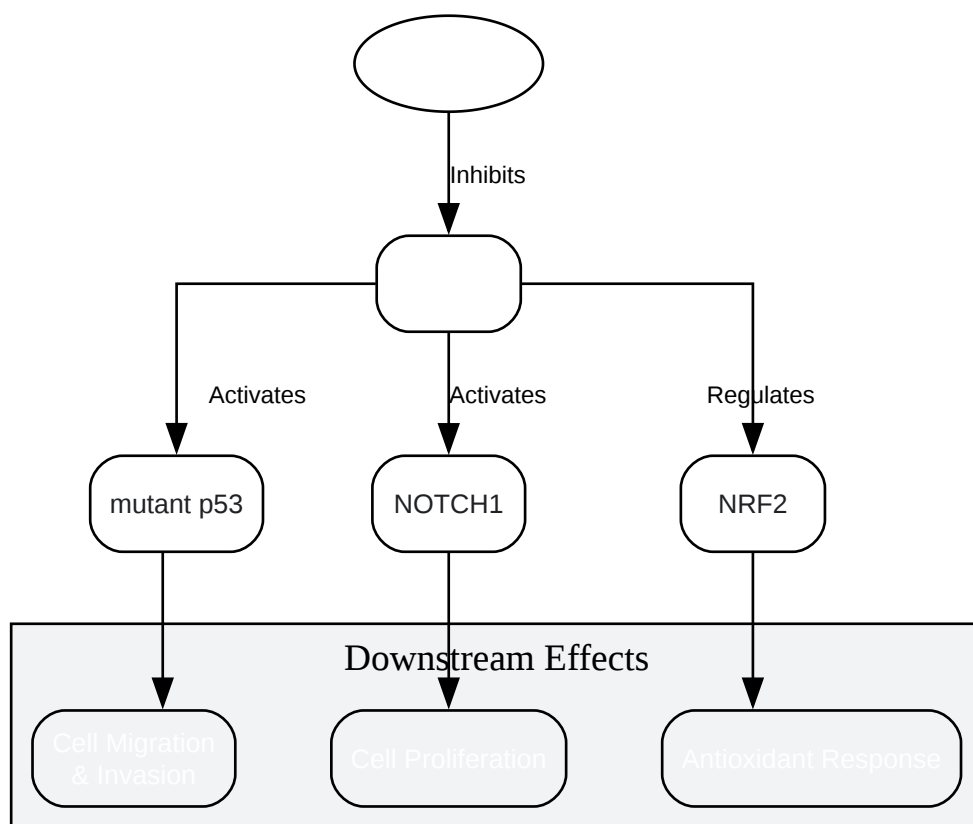 Inhibits
Activates
Activates
Regulates
mutant p53
NOTCH1
NRF2
Downstream Effects
Cell Migration
& Invasion
Cell Proliferation
Antioxidant Response